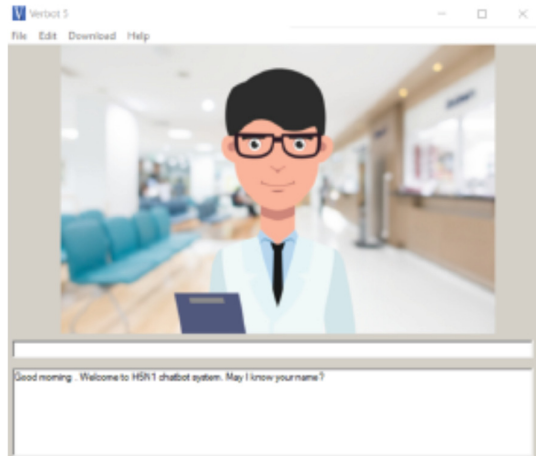 Verbot 5
File Edit Download Help
Good morning . Welcome to H5N1 chatbot system. May I know your name?